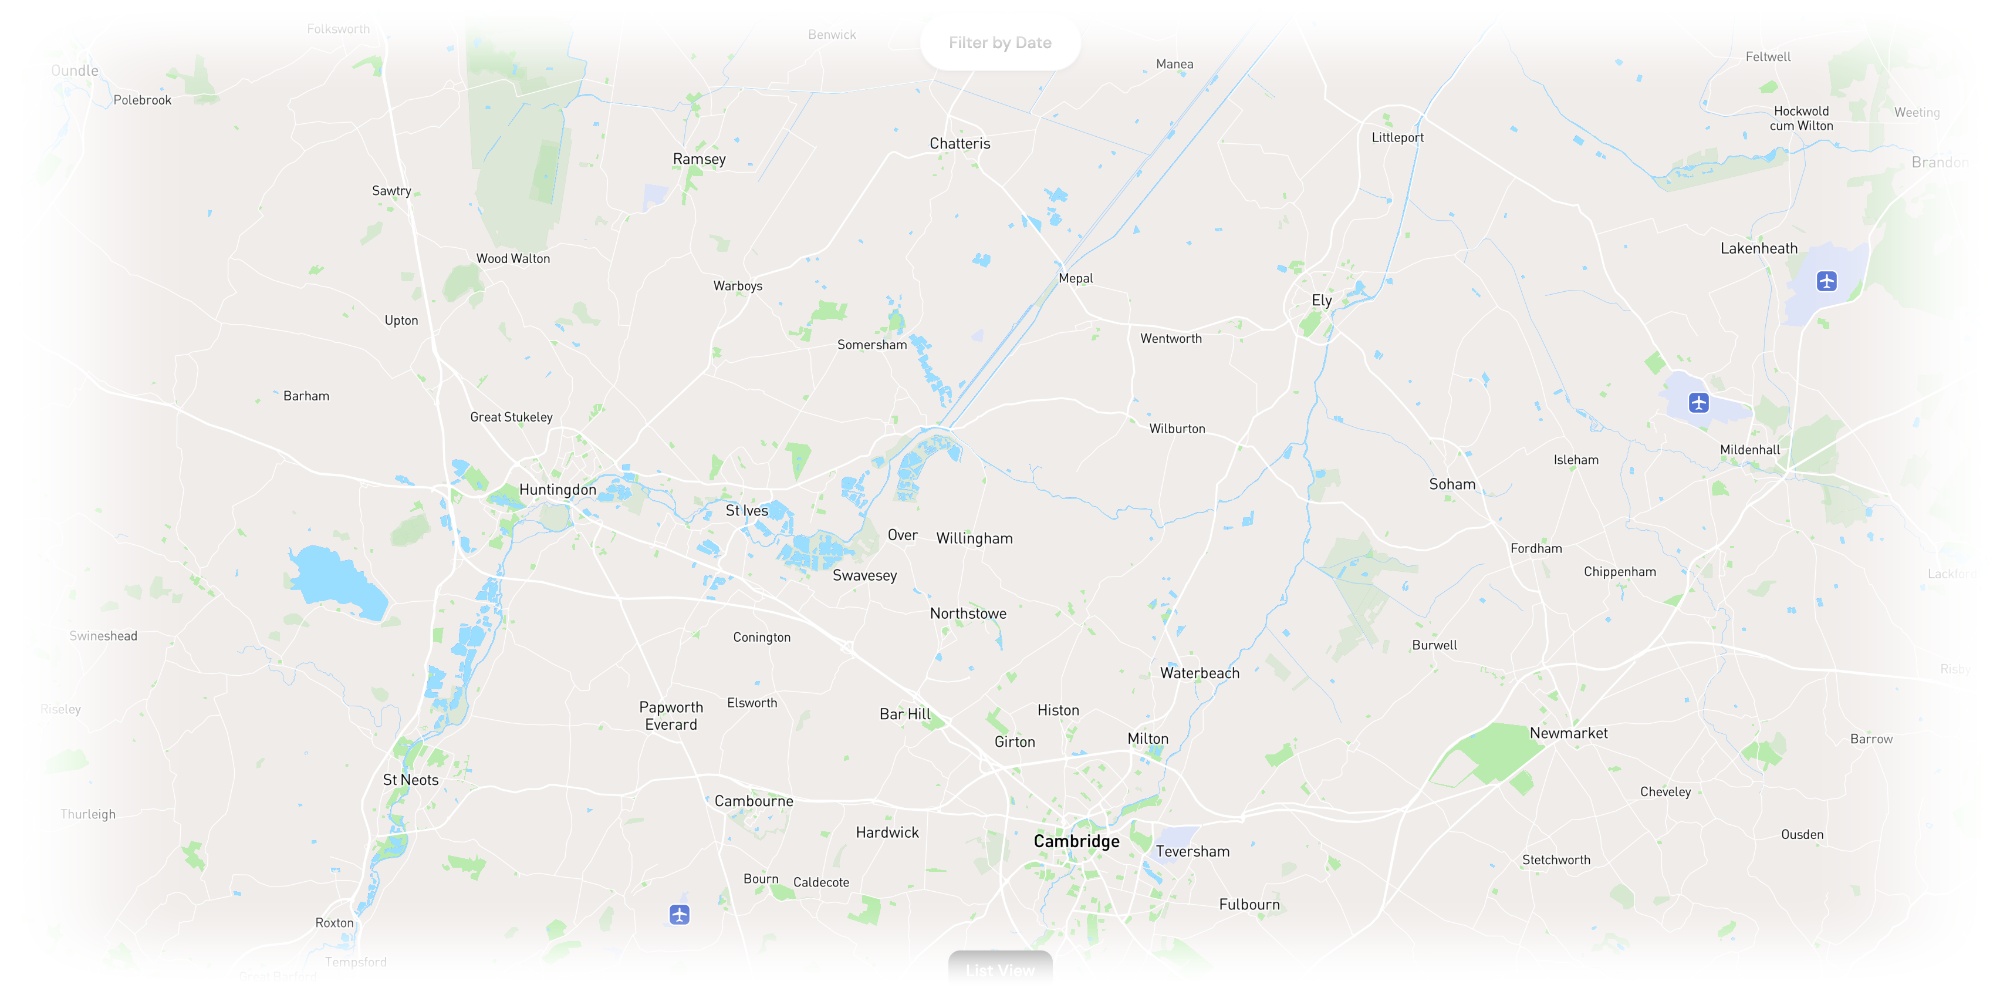 Folksworth
Benwick
Filter by Date
Manea
Feltwell
Oundle
Polebrook
Hockwold
cum Wilton
Weeting
Littleport
Chatteris
Ramsey
Brandon
Sawtry
Wood Walton
Lakenheath
Mepal
Warboys
Ely
Upton
Somersham
Wentworth
Barham
Great Stukeley
Wilburton
Mildenhall
Isleham
Soham
Huntingdon
St Ives
Over
Willingham
Fordham
Chippenham
Lackford
Swavesey
Northstowe
Swineshead
Conington
Burwell
Waterbeach
Risby
Riseley
Papworth
Everard
Elsworth
Bar Hill
Histon
Girton
Milton
Newmarket
Barrow
St Neots
Cheveley
Cambourne
Thurleigh
Hardwick
Cambridge
Teversham
Ousden
Stetchworth
Bourn
Caldecote
Fulbourn
Roxton
Tempsford
Great Barford
List View